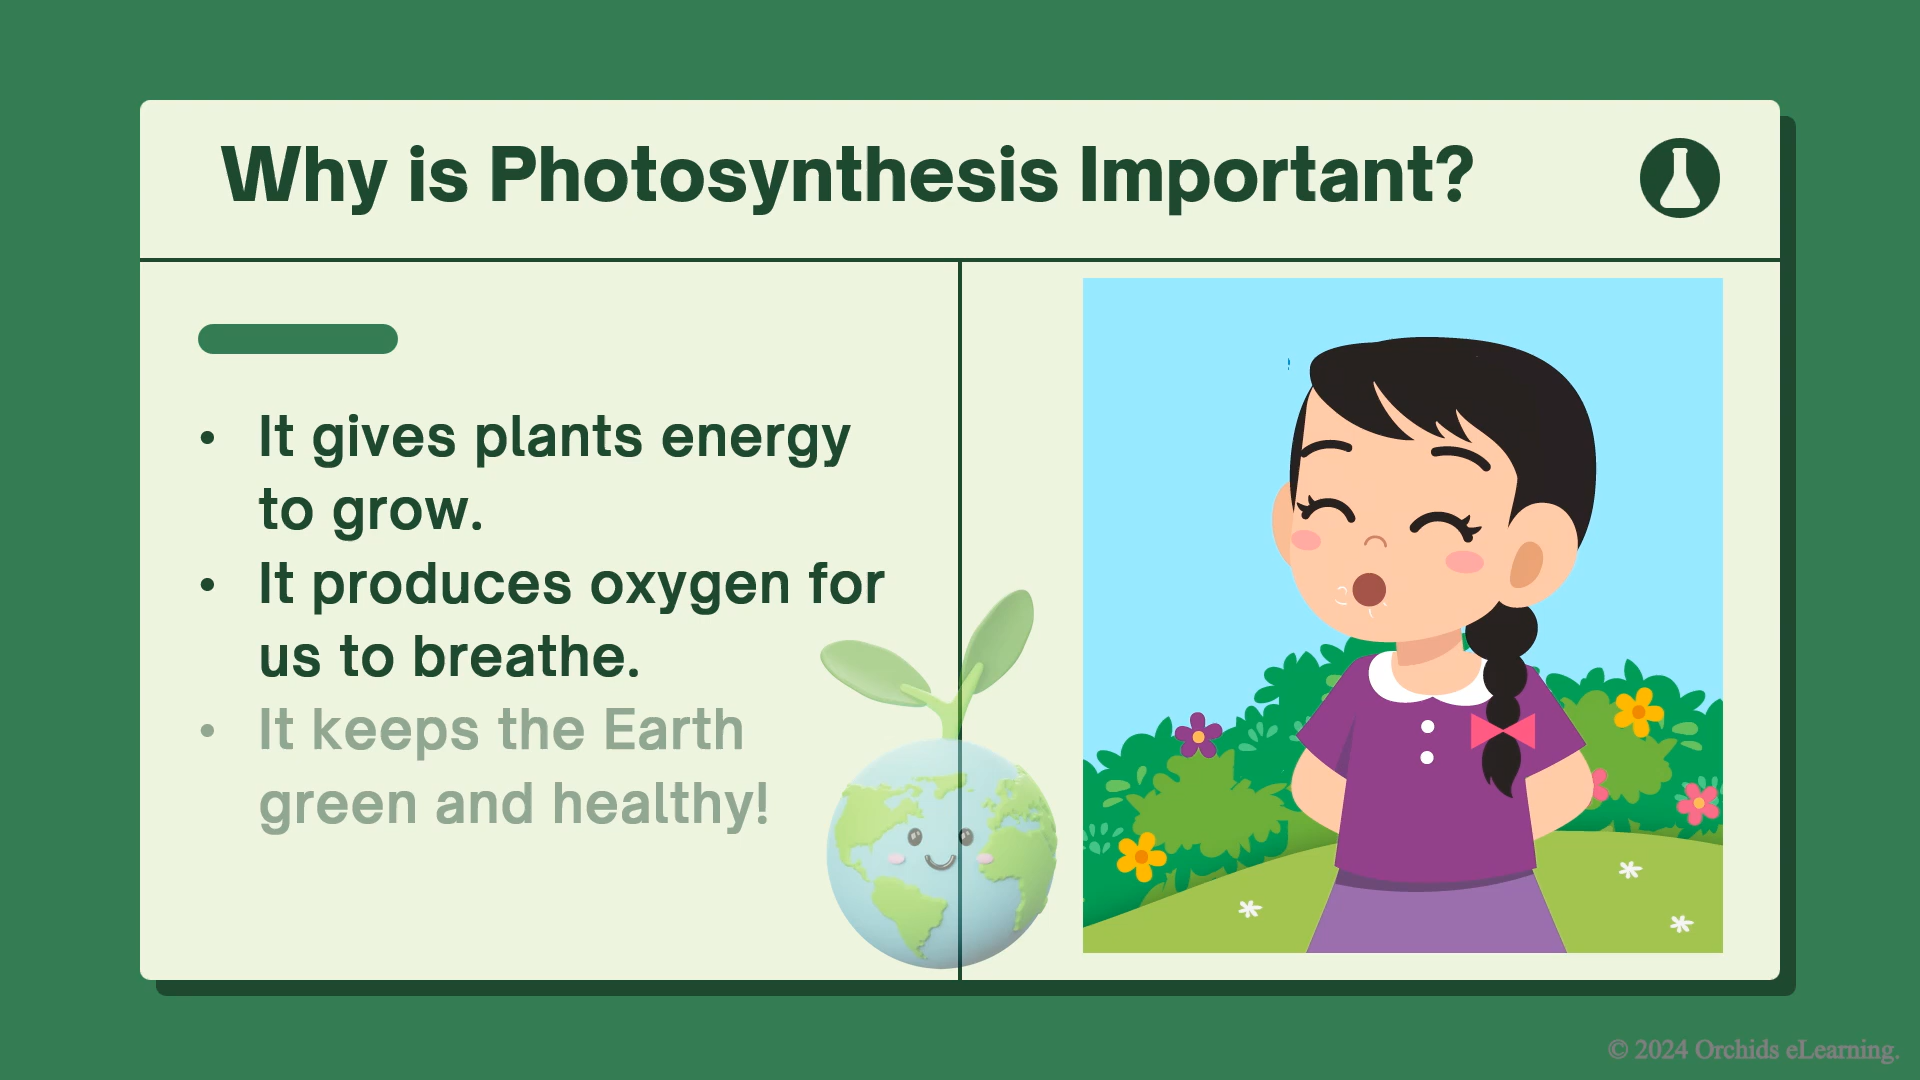 Why is Photosynthesis Important?
• It gives plants energy
to grow.
• It produces oxygen for
us to breathe.
• It keeps the Earth
green and healthy!
© 2024 Orchids eLearning.